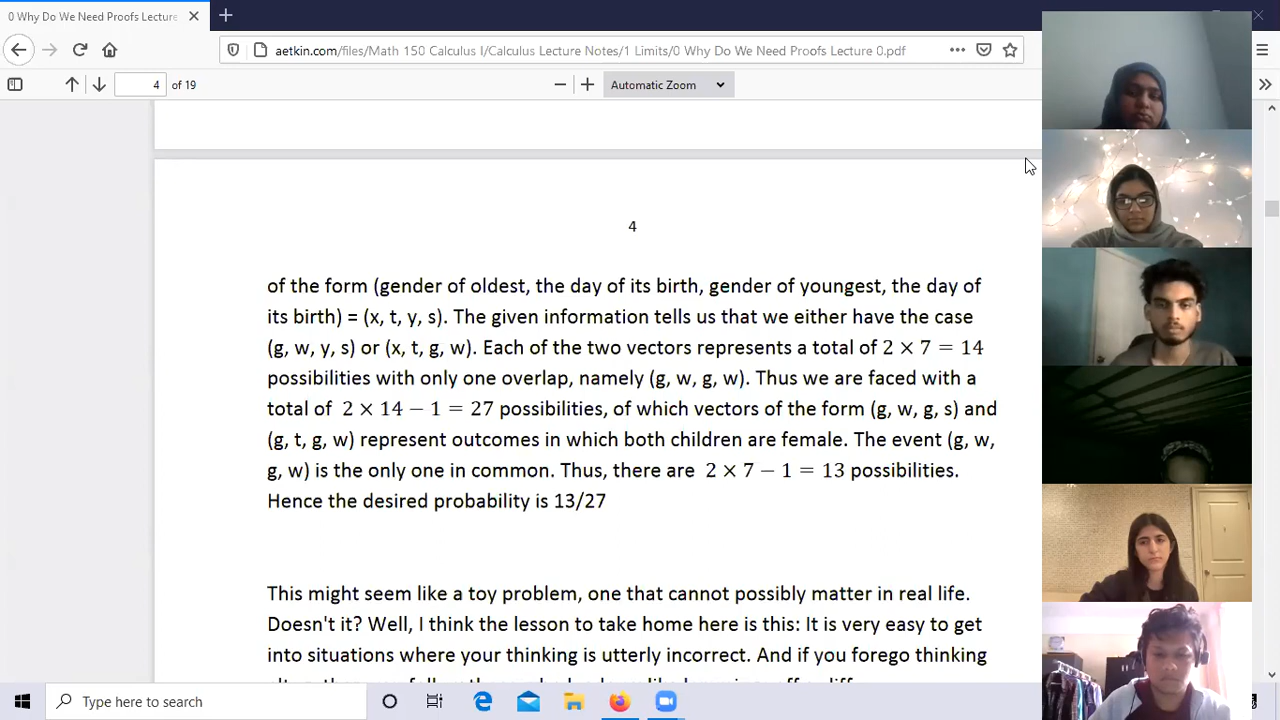 0 Why Do We Need Proofs Lecture
aetkin.com/files/Math 150 Calculus I/Calculus Lecture Notes/1 Limits/0 Why Do We Need Proofs Lecture 0.pdf
4 of 19
Automatic Zoom
4
of the form (gender of oldest, the day of its birth, gender of youngest, the day of
its birth) = (x, t, y, s). The given information tells us that we either have the case
(g, w, y, s) or (x, t, g, w). Each of the two vectors represents a total of 2 × 7 = 14
possibilities with only one overlap, namely (g, w, g, w). Thus we are faced with a
total of 2 × 14 − 1 = 27 possibilities, of which vectors of the form (g, w, g, s) and
(g, t, g, w) represent outcomes in which both children are female. The event (g, w,
g, w) is the only one in common. Thus, there are 2 × 7 − 1 = 13 possibilities.
Hence the desired probability is 13/27
This might seem like a toy problem, one that cannot possibly matter in real life.
Doesn't it? Well, I think the lesson to take home here is this: It is very easy to get
into situations where your thinking is utterly incorrect. And if you forego thinking
Type here to search